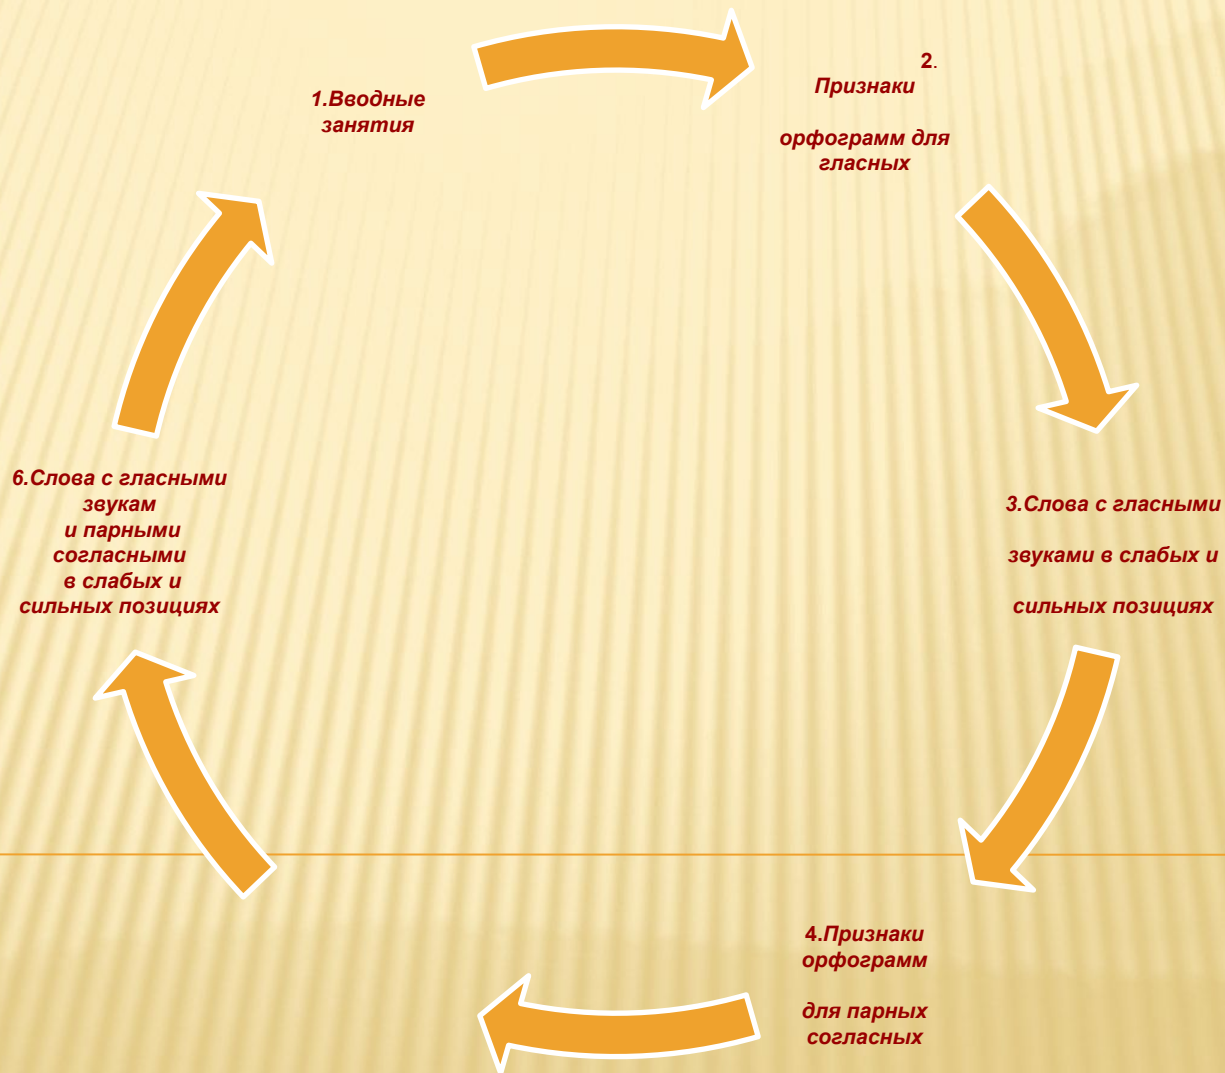 1.Вводные
занятия
2.
Признаки
орфограмм для
гласных
3.Слова с гласными
звуками в слабых и
сильных позициях
4.Признаки
орфограмм
для парных
согласных
6.Слова с гласными
звукам
и парными
согласными
в слабых и
сильных позициях